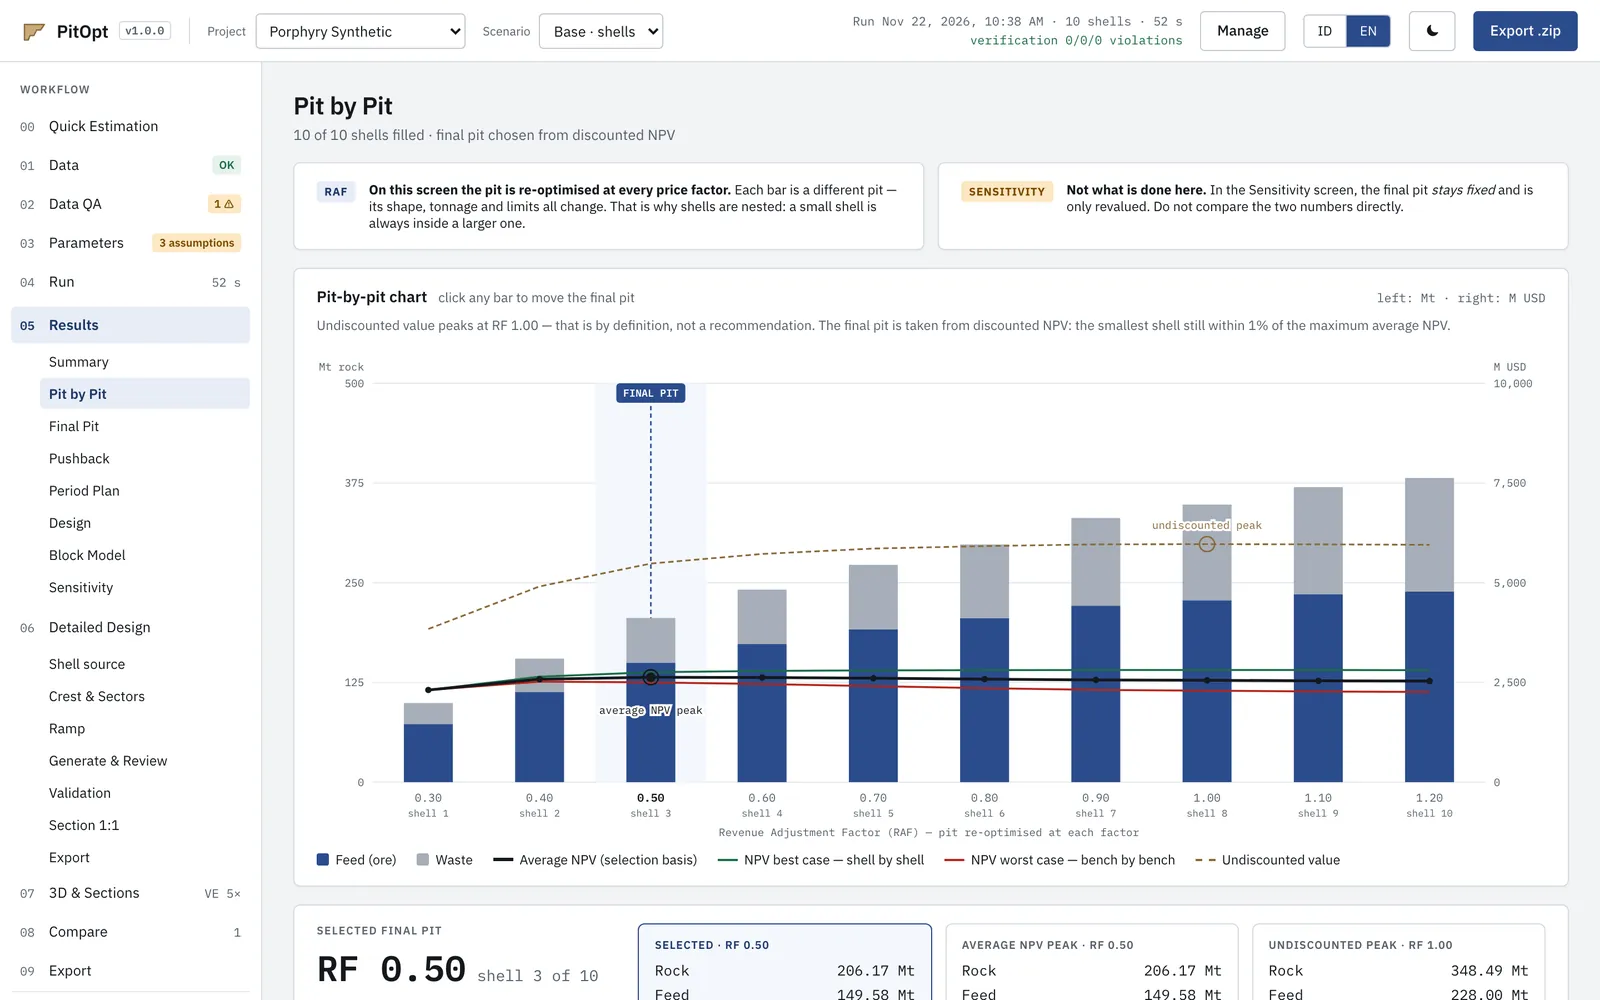 PitOpt v1.0.0 Project Porphyry Synthetic Scenario Base · shells Run Nov 22, 2026, 10:38 AM · 10 shells · 52 s Manage ID EN Export .zip
verification 0/0/0 violations
WORKFLOW
00 Quick Estimation
01 Data OK
02 Data QA 1 ⚠
03 Parameters 3 assumptions
04 Run 52 s
05 Results
Summary
Pit by Pit
Final Pit
Pushback
Period Plan
Design
Block Model
Sensitivity
06 Detailed Design
Shell source
Crest & Sectors
Ramp
Generate & Review
Validation
Section 1:1
Export
07 3D & Sections VE 5×
08 Compare 1
09 Export
Pit by Pit
10 of 10 shells filled · final pit chosen from discounted NPV
RAF On this screen the pit is re-optimised at every price factor. Each bar is a different pit —
its shape, tonnage and limits all change. That is why shells are nested: a small shell is
always inside a larger one.
SENSITIVITY Not what is done here. In the Sensitivity screen, the final pit stays fixed and is
only revalued. Do not compare the two numbers directly.
Pit-by-pit chart click any bar to move the final pit left: Mt · right: M USD
Undiscounted value peaks at RF 1.00 — that is by definition, not a recommendation. The final pit is taken from discounted NPV: the smallest shell still within 1% of the maximum average NPV.
Mt rock M USD
500 10,000
FINAL PIT
375 7,500
undiscounted peak
250 5,000
125 2,500
average NPV peak
0 0
0.30 0.40 0.50 0.60 0.70 0.80 0.90 1.00 1.10 1.20
shell 1 shell 2 shell 3 shell 4 shell 5 shell 6 shell 7 shell 8 shell 9 shell 10
Revenue Adjustment Factor (RAF) — pit re-optimised at each factor
Feed (ore) Waste Average NPV (selection basis) NPV best case — shell by shell NPV worst case — bench by bench Undiscounted value
SELECTED FINAL PIT
RF 0.50 shell 3 of 10
SELECTED · RF 0.50
Rock 206.17 Mt
Feed 149.58 Mt
AVERAGE NPV PEAK · RF 0.50
Rock 206.17 Mt
Feed 149.58 Mt
UNDISCOUNTED PEAK · RF 1.00
Rock 348.49 Mt
Feed 228.00 Mt